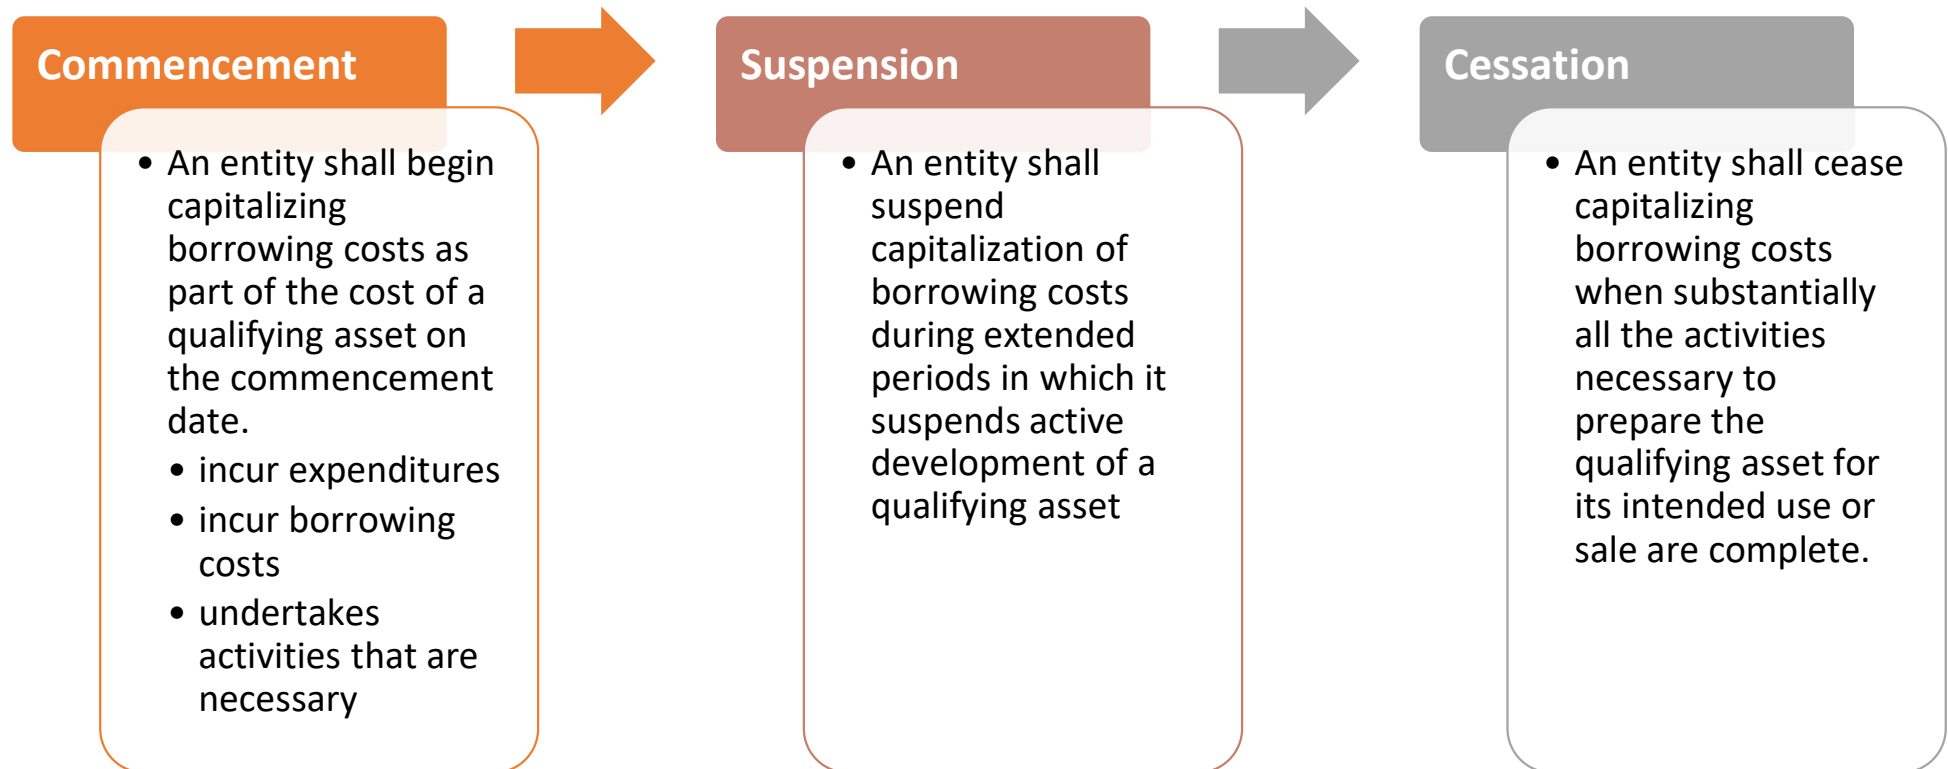 Commencement
• An entity shall begin
capitalizing
borrowing costs as
part of the cost of a
qualifying asset on
the commencement
date.
• incur expenditures
• incur borrowing
costs
• undertakes
activities that are
necessary
Suspension
• An entity shall
suspend
capitalization of
borrowing costs
during extended
periods in which it
suspends active
development of a
qualifying asset
Cessation
• An entity shall cease
capitalizing
borrowing costs
when substantially
all the activities
necessary to
prepare the
qualifying asset for
its intended use or
sale are complete.